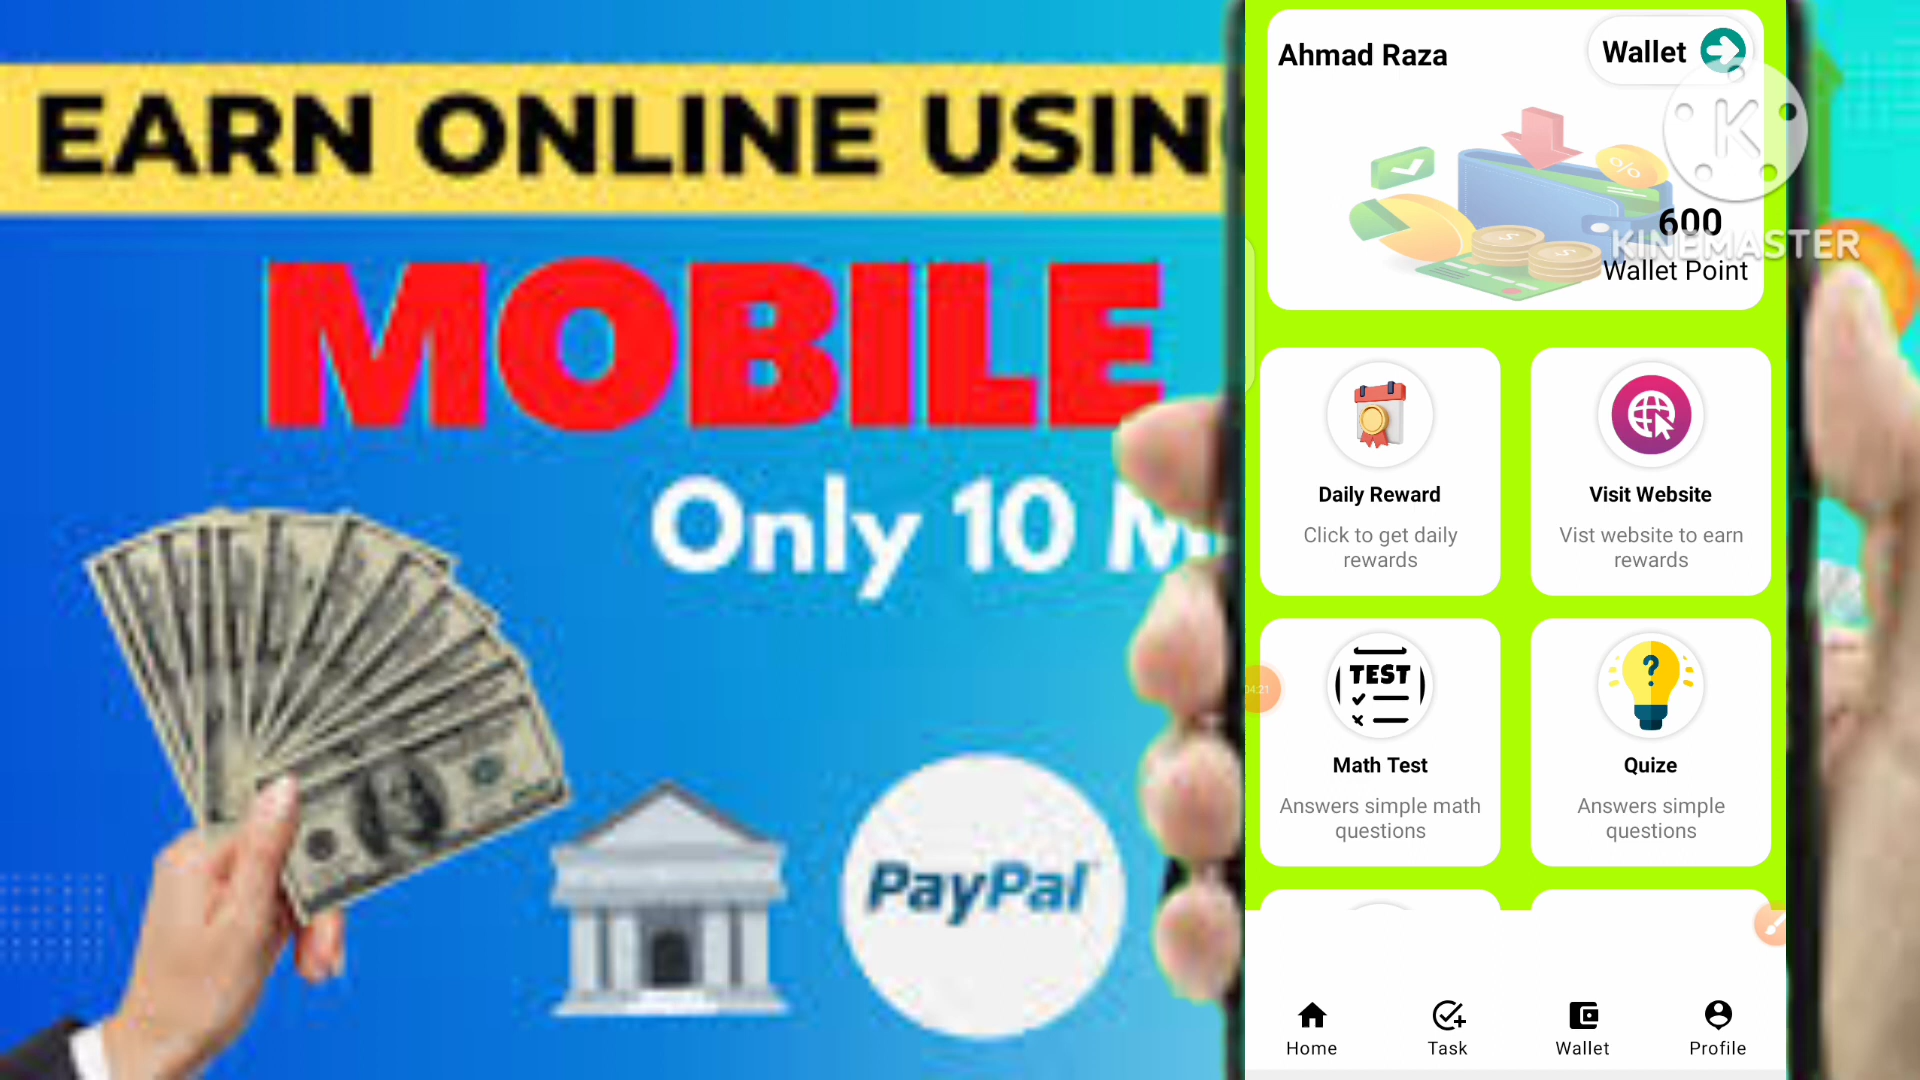 EARN ONLINE USIN
MOBILE
Only 10 M
PayPal
Ahmad Raza
Wallet
600
KINEMASTER
Wallet Point
Daily Reward
Click to get daily
rewards
Visit Website
Vist website to earn
rewards
TEST
Math Test
Answers simple math
questions
?
Quize
Answers simple
questions
04:21
Home
Task
Wallet
Profile
K
%